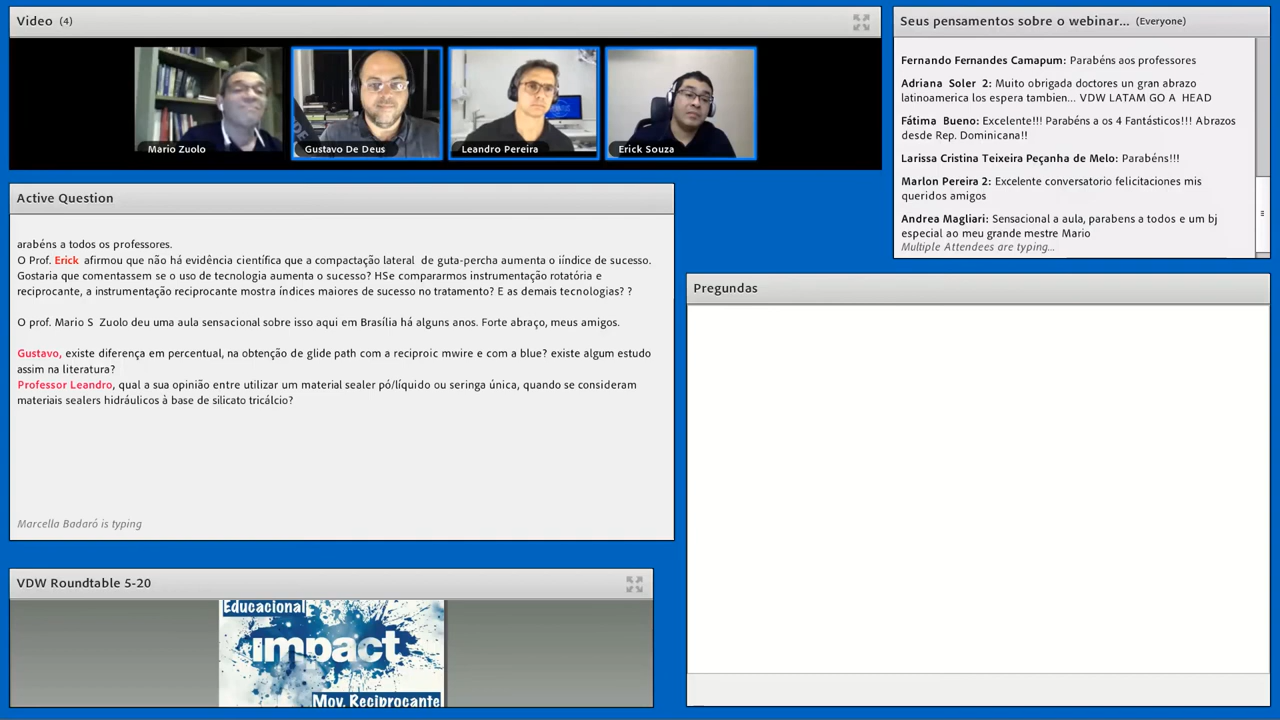 Video (4)
Mario Zuolo
Gustavo De Deus
Leandro Pereira
Erick Souza
Seus pensamentos sobre o webinar... (Everyone)
Fernando Fernandes Camapum: Parabéns aos professores
Adriana Soler 2: Muito obrigada doctores un gran abrazo
latinoamerica los espera tambien... VDW LATAM GO A HEAD
Fátima Bueno: Excelente!!! Parabéns a os 4 Fantásticos!!! Abrazos
desde Rep. Dominicana!!
Larissa Cristina Teixeira Peçanha de Melo: Parabéns!!!
Marlon Pereira 2: Excelente conversatorio felicitaciones mis
queridos amigos
Andrea Magliari: Sensacional a aula, parabens a todos e um bj
especial ao meu grande mestre Mario
Multiple Attendees are typing...
Active Question
arabéns a todos os professores.
O Prof. Erick afirmou que não há evidência científica que a compactação lateral de guta-percha aumenta o iíndice de sucesso.
Gostaria que comentassem se o uso de tecnologia aumenta o sucesso? HSe compararmos instrumentação rotatória e
reciprocante, a instrumentação reciprocante mostra índices maiores de sucesso no tratamento? E as demais tecnologias? ?
O prof. Mario S Zuolo deu uma aula sensacional sobre isso aqui em Brasília há alguns anos. Forte abraço, meus amigos.
Gustavo, existe diferença em percentual, na obtenção de glide path com a reciproic mwire e com a blue? existe algum estudo
assim na literatura?
Professor Leandro, qual a sua opinião entre utilizar um material sealer pó/líquido ou seringa única, quando se consideram
materiais sealers hidráulicos à base de silicato tricálcio?
Marcella Badaró is typing
Pregundas
VDW Roundtable 5-20
Educacional
impact
Mov. Reciprocante